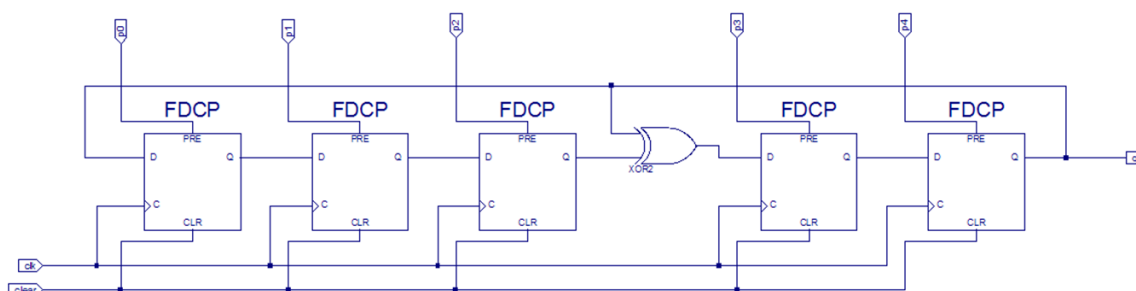 p0 p1 p2 p3 p4
FDCP FDCP FDCP FDCP FDCP
PRE PRE PRE PRE PRE
D Q D Q D Q D Q D Q
XOR2
C C C C C
CLR CLR CLR CLR CLR
clk
clear